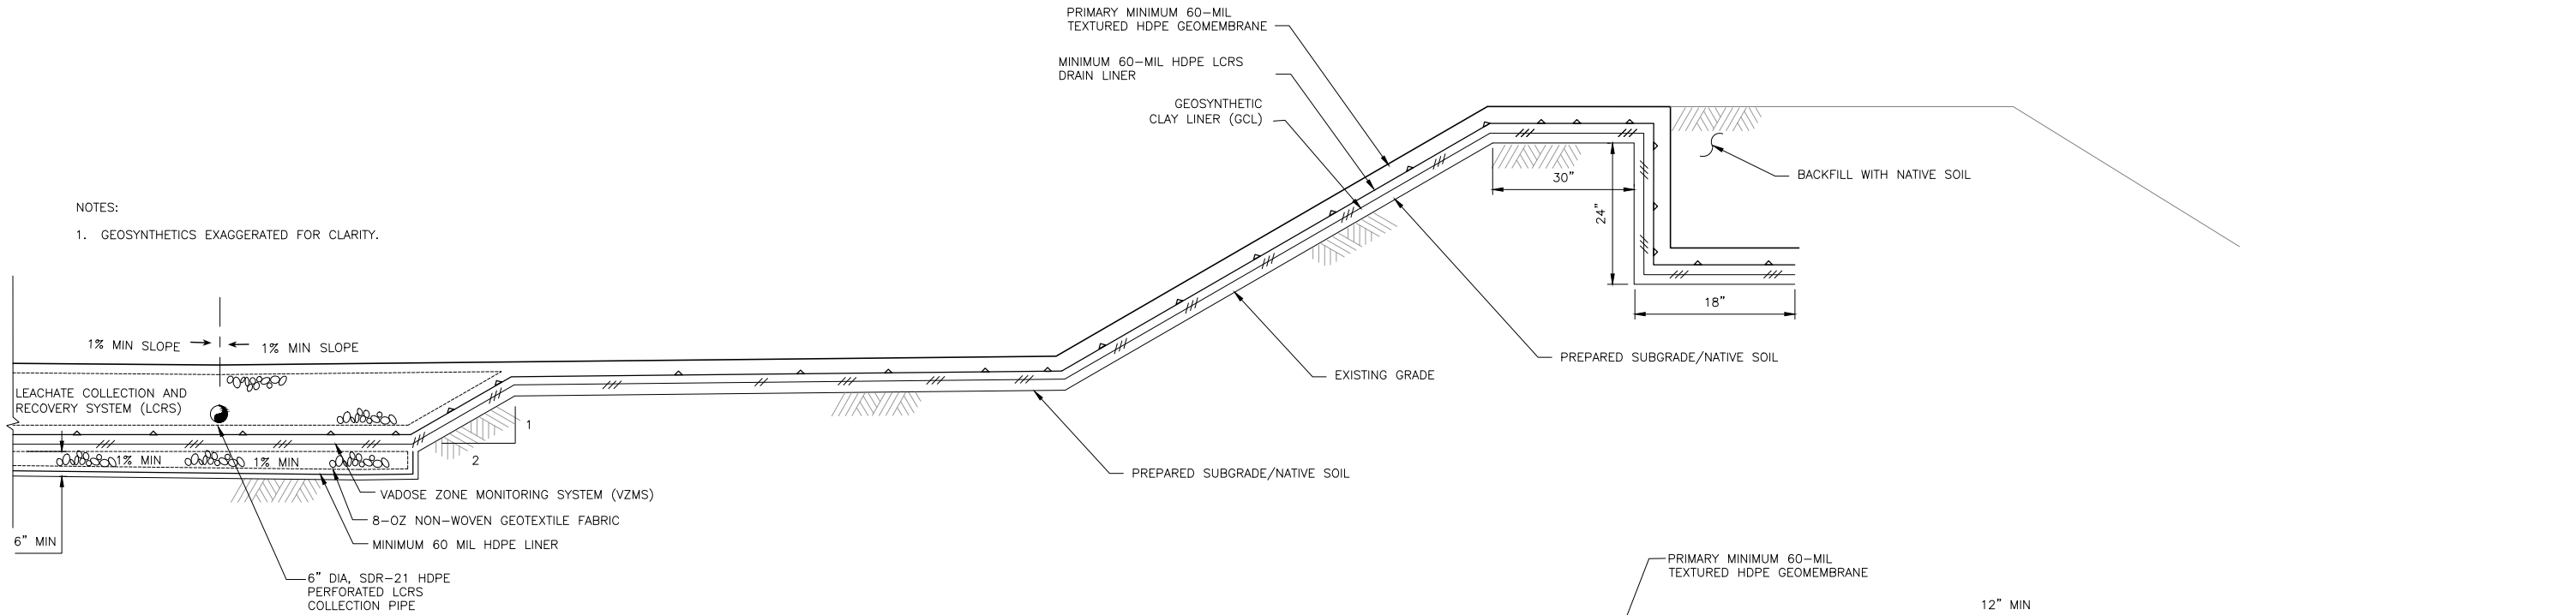 PRIMARY MINIMUM 60-MIL
TEXTURED HDPE GEOMEMBRANE
MINIMUM 60-MIL HDPE LCRS
DRAIN LINER
GEOSYNTHETIC
CLAY LINER (GCL)
BACKFILL WITH NATIVE SOIL
30"
24"
18"
NOTES:
1. GEOSYNTHETICS EXAGGERATED FOR CLARITY.
1% MIN SLOPE
1% MIN SLOPE
PREPARED SUBGRADE/NATIVE SOIL
EXISTING GRADE
LEACHATE COLLECTION AND
RECOVERY SYSTEM (LCRS)
1
2
1% MIN
1% MIN
PREPARED SUBGRADE/NATIVE SOIL
VADOSE ZONE MONITORING SYSTEM (VZMS)
8-OZ NON-WOVEN GEOTEXTILE FABRIC
6" MIN
MINIMUM 60 MIL HDPE LINER
6" DIA, SDR-21 HDPE
PERFORATED LCRS
COLLECTION PIPE
PRIMARY MINIMUM 60-MIL
TEXTURED HDPE GEOMEMBRANE
12" MIN